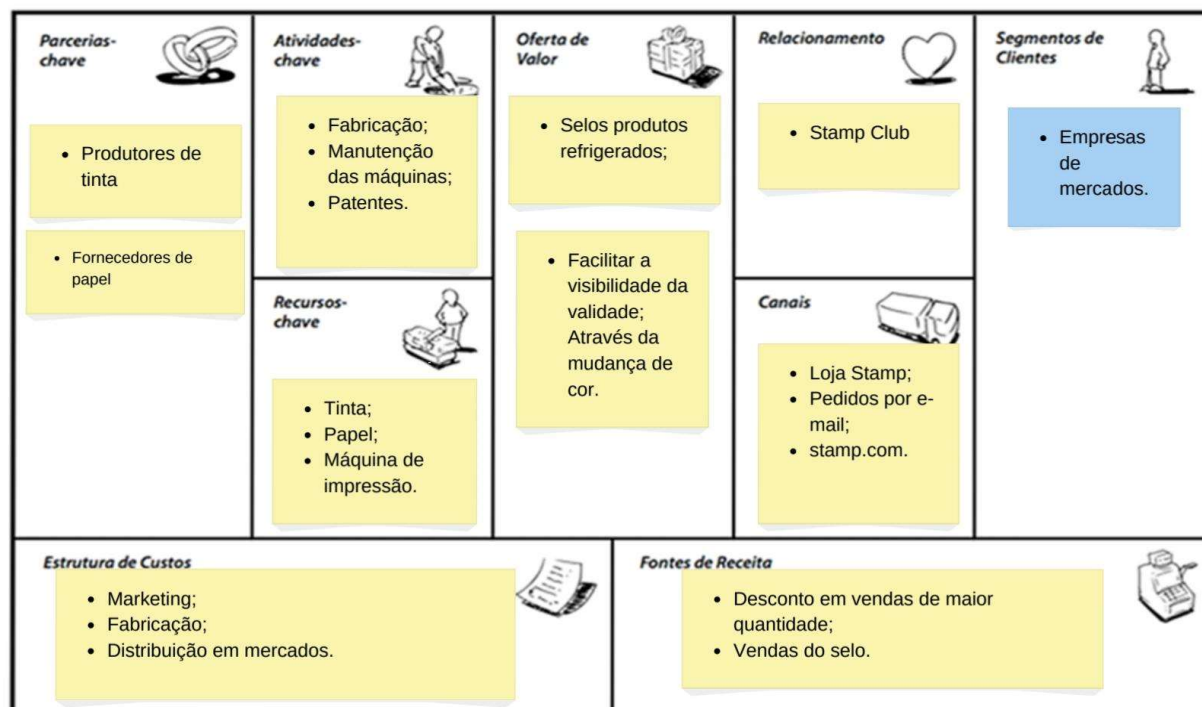 Parcerias-
chave
• Produtores de
tinta
• Fornecedores de
papel
Atividades-
chave
• Fabricação;
• Manutenção
das máquinas;
• Patentes.
Recursos-
chave
• Tinta;
• Papel;
• Máquina de
impressão.
Oferta de
Valor
• Selos produtos
refrigerados;
• Facilitar a
visibilidade da
validade;
Através da
mudança de
cor.
Relacionamento
• Stamp Club
Canais
• Loja Stamp;
• Pedidos por e-
mail;
• stamp.com.
Segmentos de
Clientes
• Empresas
de
mercados.
Estrutura de Custos
• Marketing;
• Fabricação;
• Distribuição em mercados.
Fontes de Receita
• Desconto em vendas de maior
quantidade;
• Vendas do selo.